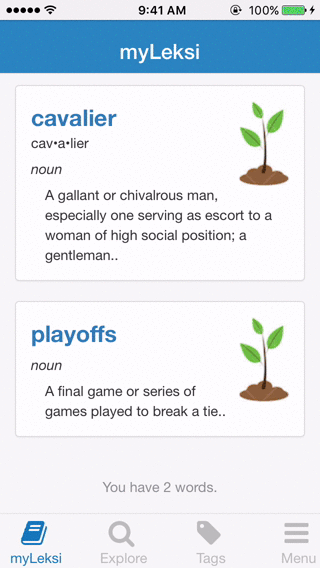 9:41 AM 100%
myLeksi
cavalier
cav•a•lier
noun
A gallant or chivalrous man,
especially one serving as escort to a
woman of high social position; a
gentleman..
playoffs
noun
A final game or series of
games played to break a tie..
You have 2 words.
myLeksi Explore Tags Menu